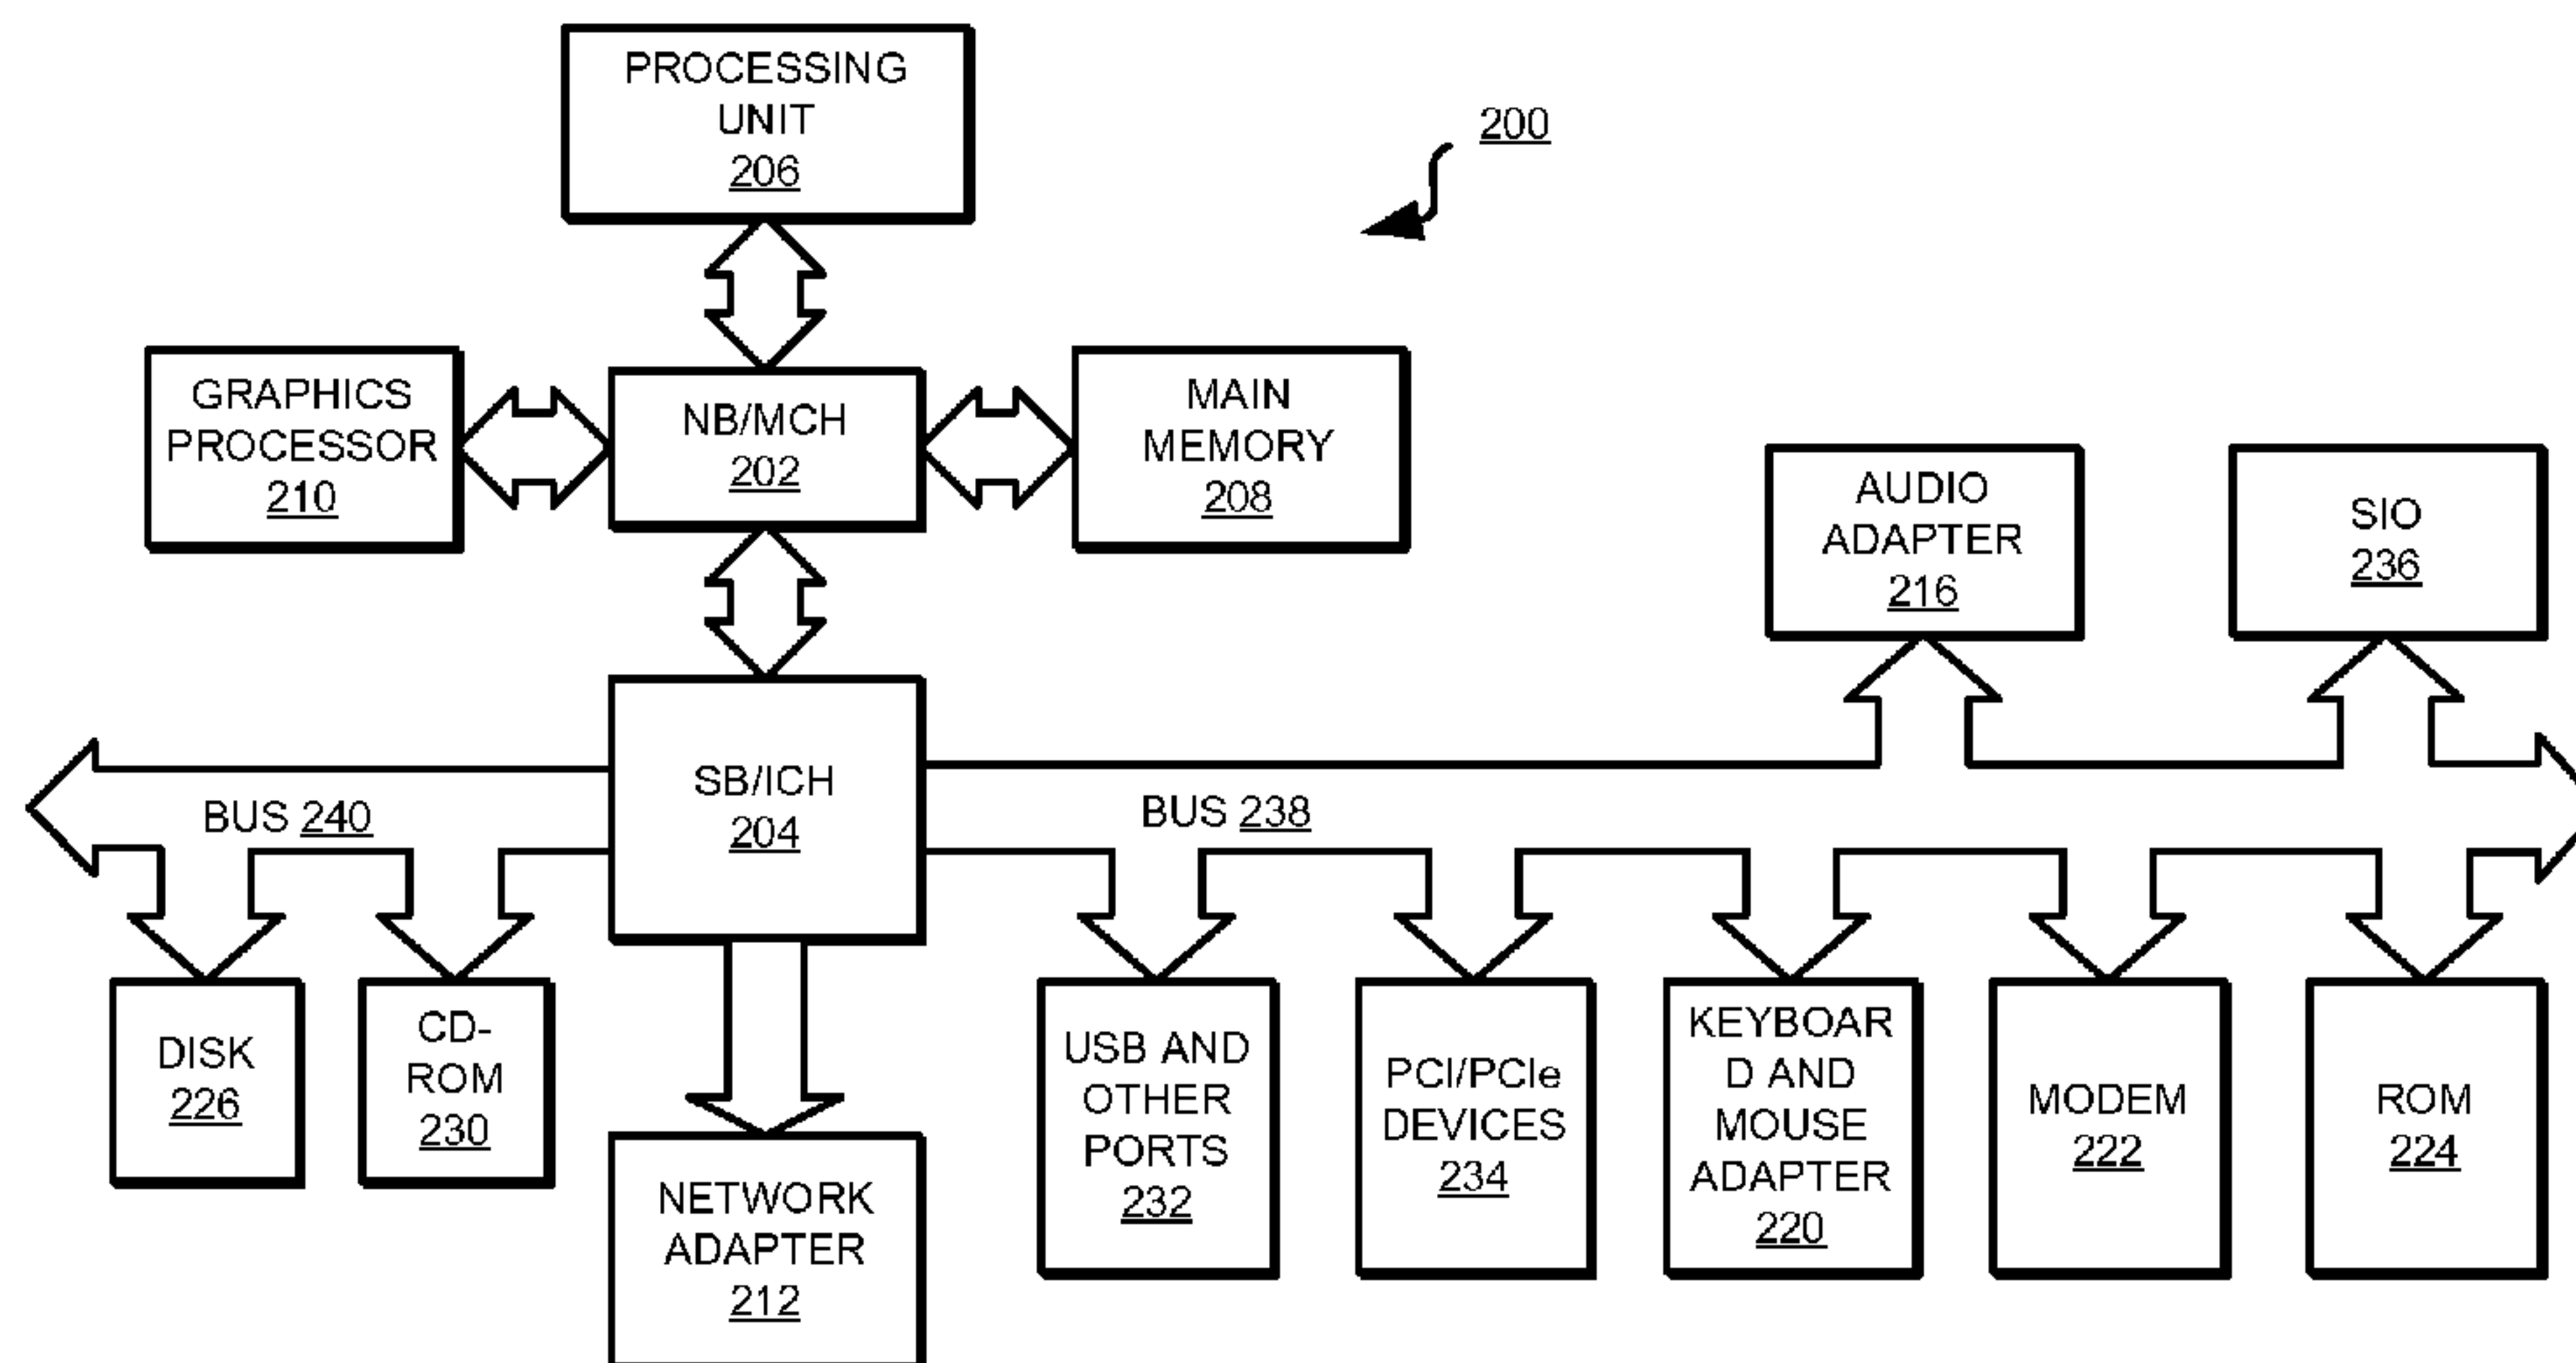 PROCESSING
UNIT
206
200
GRAPHICS
PROCESSOR
210
NB/MCH
202
MAIN
MEMORY
208
AUDIO
ADAPTER
216
SIO
236
SB/ICH
204
BUS 240
BUS 238
DISK
226
CD-
ROM
230
NETWORK
ADAPTER
212
USB AND
OTHER
PORTS
232
PCI/PCIe
DEVICES
234
KEYBOAR
D AND
MOUSE
ADAPTER
220
MODEM
222
ROM
224